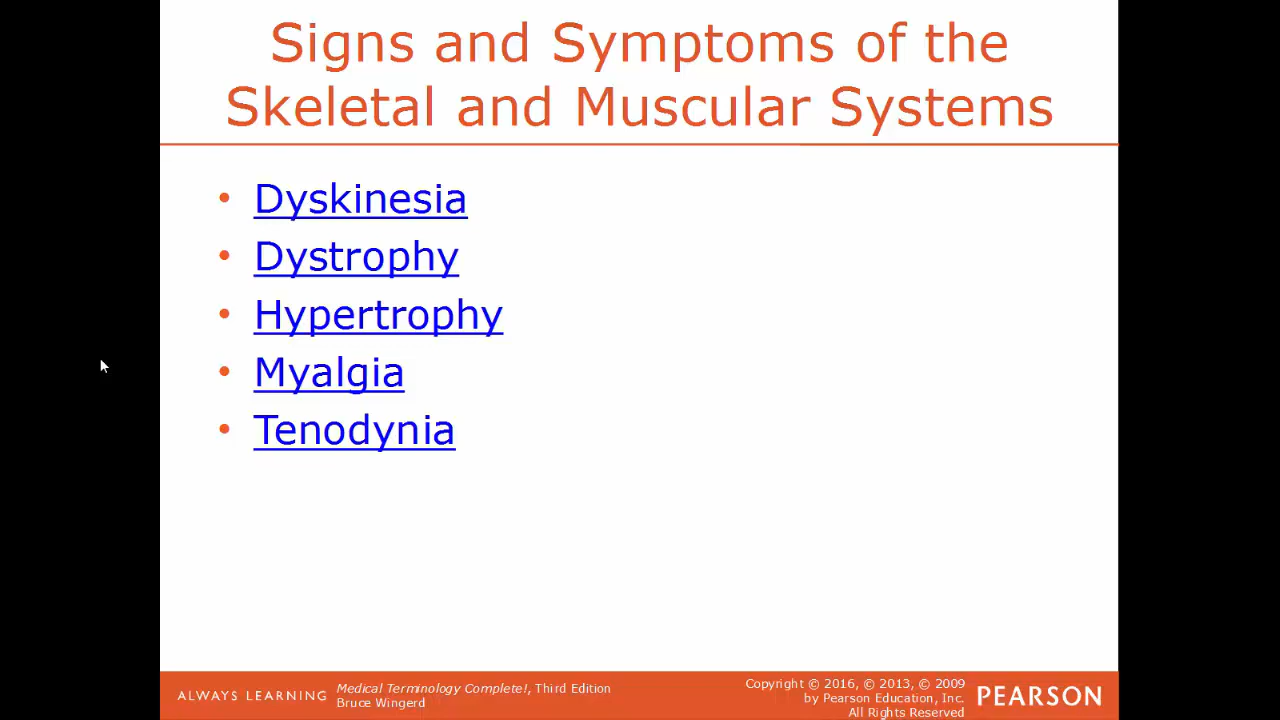 Signs and Symptoms of the
Skeletal and Muscular Systems
• Dyskinesia
• Dystrophy
• Hypertrophy
• Myalgia
• Tenodynia
ALWAYS LEARNING
Medical Terminology Complete!, Third Edition
Bruce Wingerd
Copyright © 2016, © 2013, © 2009
by Pearson Education, Inc.
All Rights Reserved
PEARSON